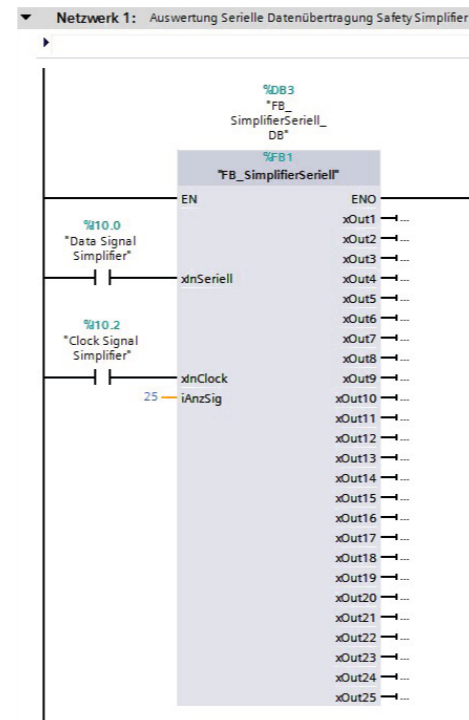 Netzwerk 1: Auswertung Serielle Datenübertragung Safety Simplifier
%DB3
"FB_
SimplifierSeriell_
DB"
%FB1
"FB_SimplifierSeriell"
EN ENO
xOut1 ...
%I10.0 xOut2 ...
"Data Signal xOut3 ...
Simplifier"
xInSeriell xOut4 ...
xOut5 ...
%I10.2 xOut6 ...
"Clock Signal xOut7 ...
Simplifier" xOut8 ...
xInClock xOut9 ...
25 iAnzSig xOut10 ...
xOut11 ...
xOut12 ...
xOut13 ...
xOut14 ...
xOut15 ...
xOut16 ...
xOut17 ...
xOut18 ...
xOut19 ...
xOut20 ...
xOut21 ...
xOut22 ...
xOut23 ...
xOut24 ...
xOut25 ...